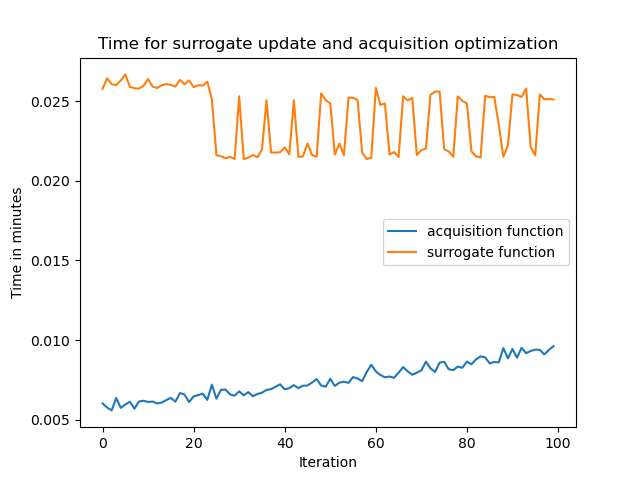 Time for surrogate update and acquisition optimization
Time in minutes
0.025
0.020
0.015
0.010
0.005
acquisition function
surrogate function
0 20 40 60 80 100
Iteration